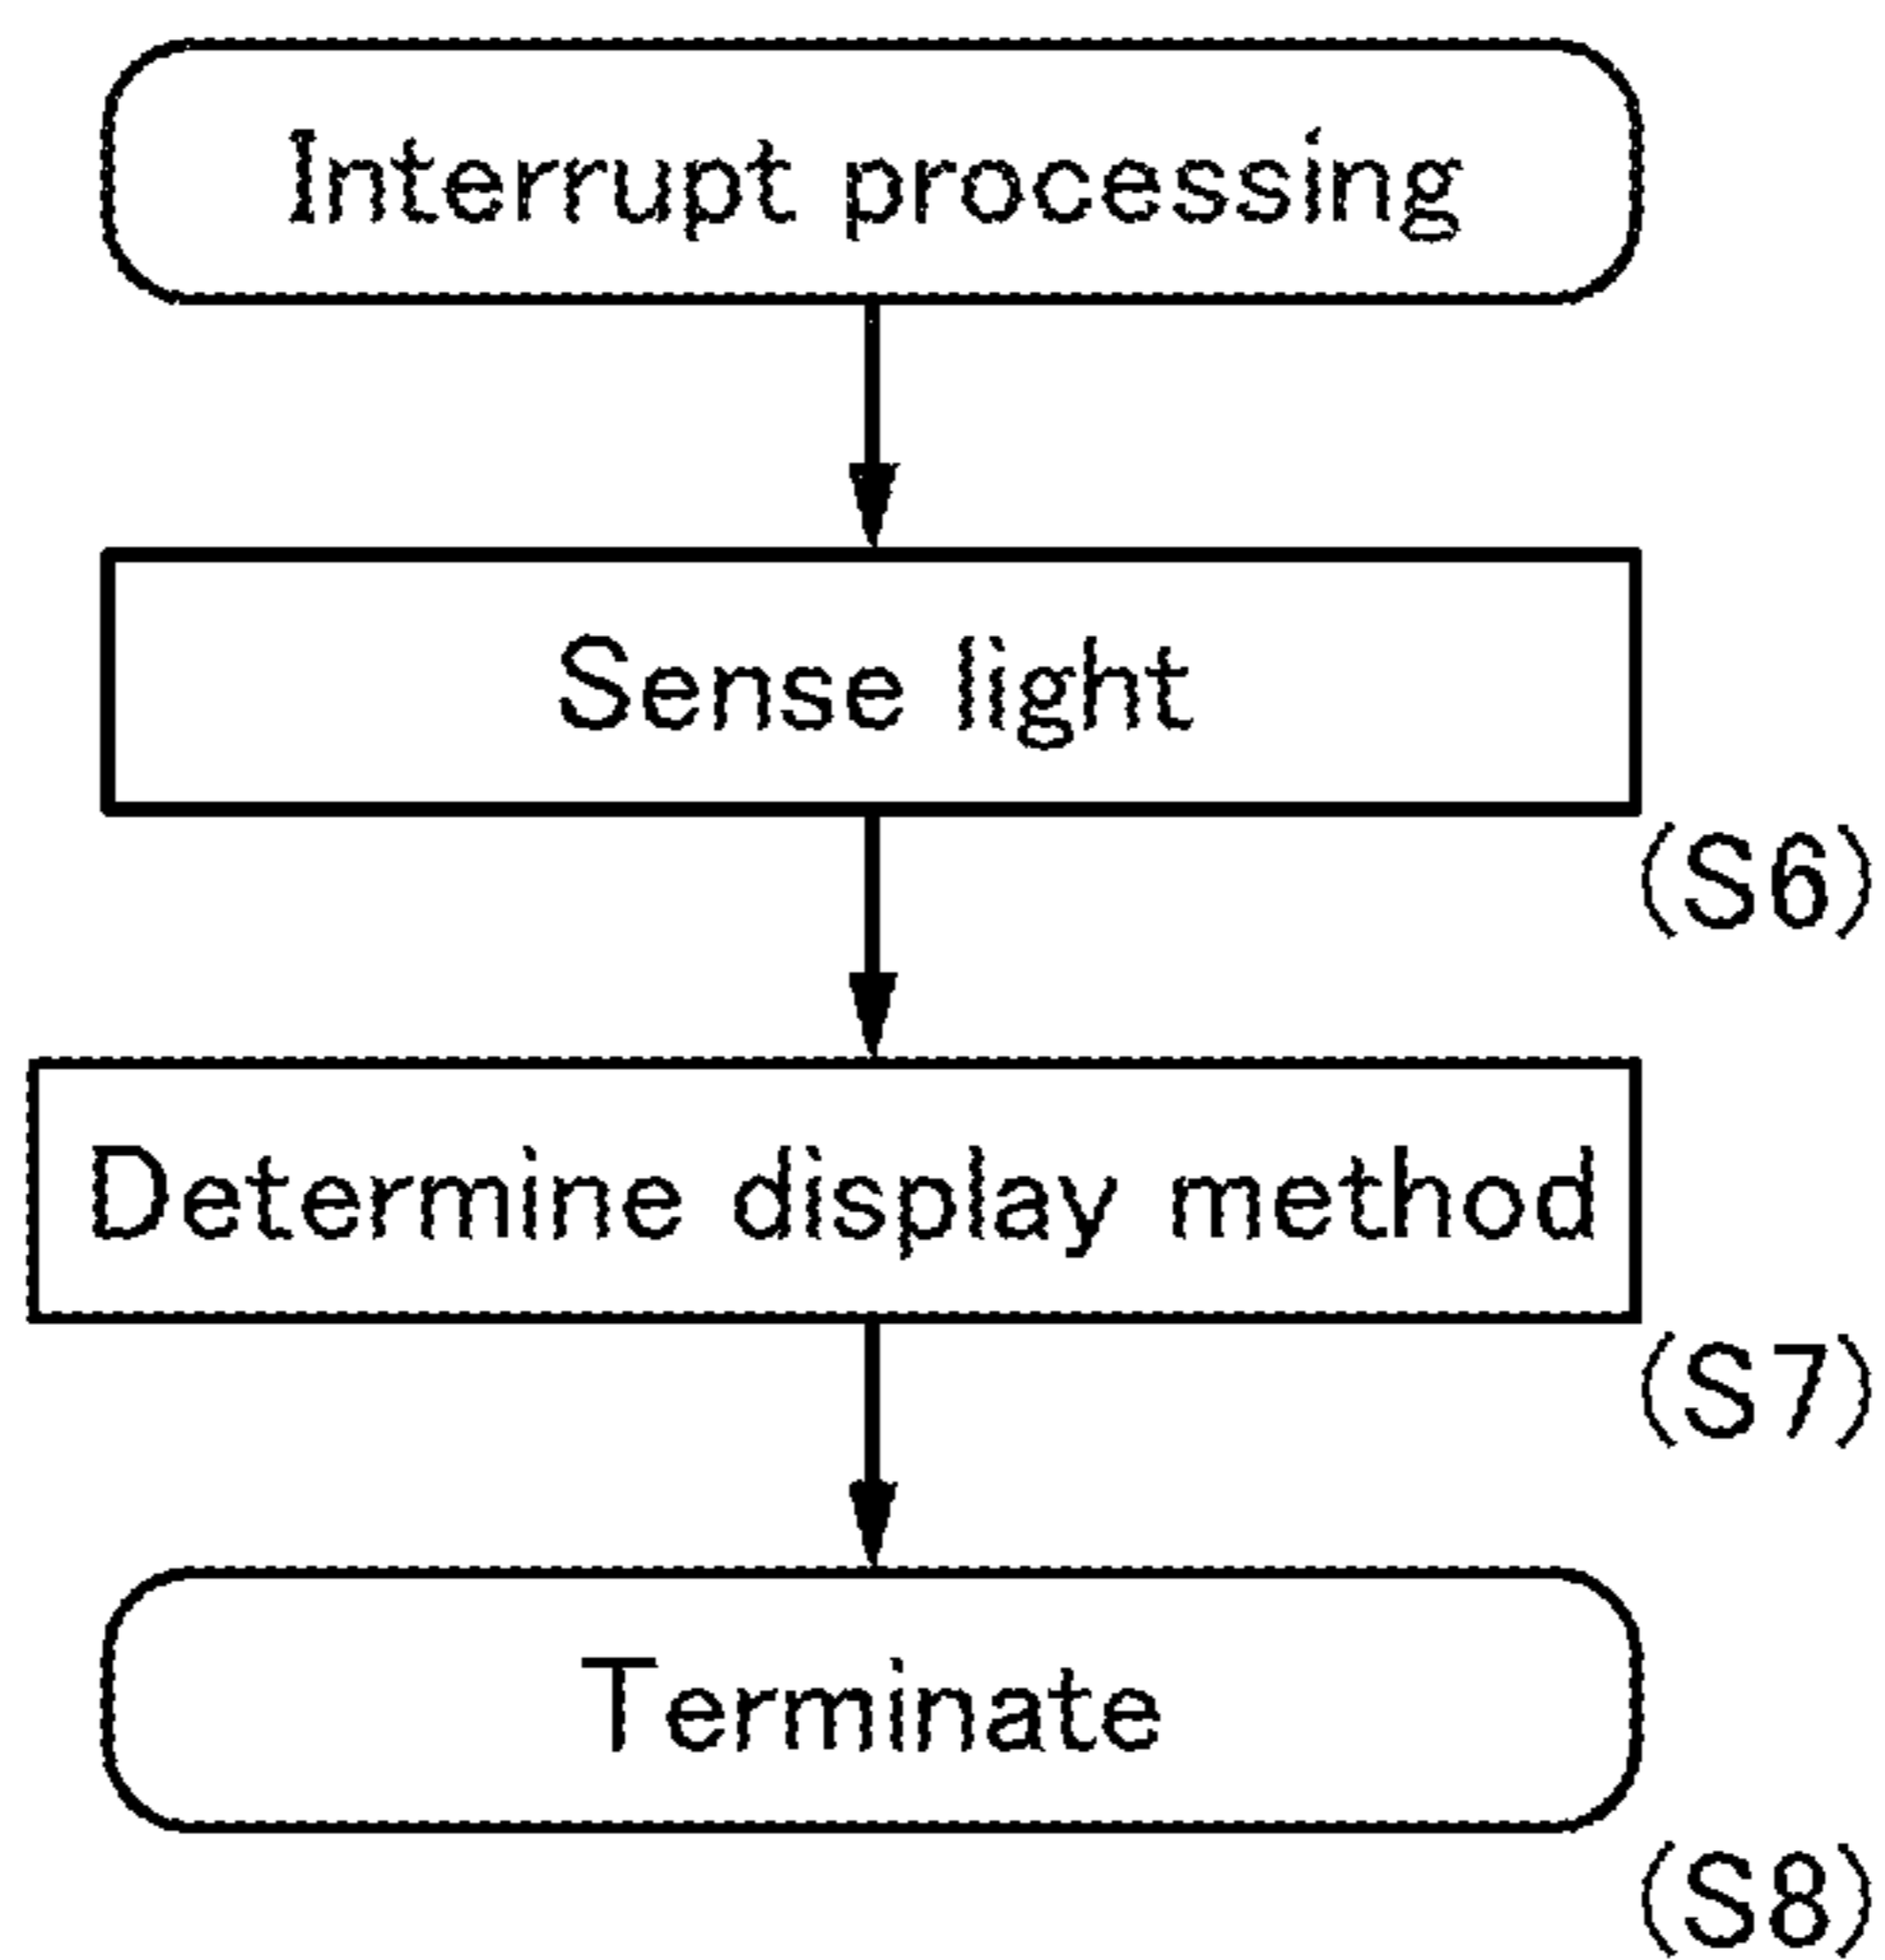 Interrupt processing
Sense light
(S6)
Determine display method
(S7)
Terminate
(S8)